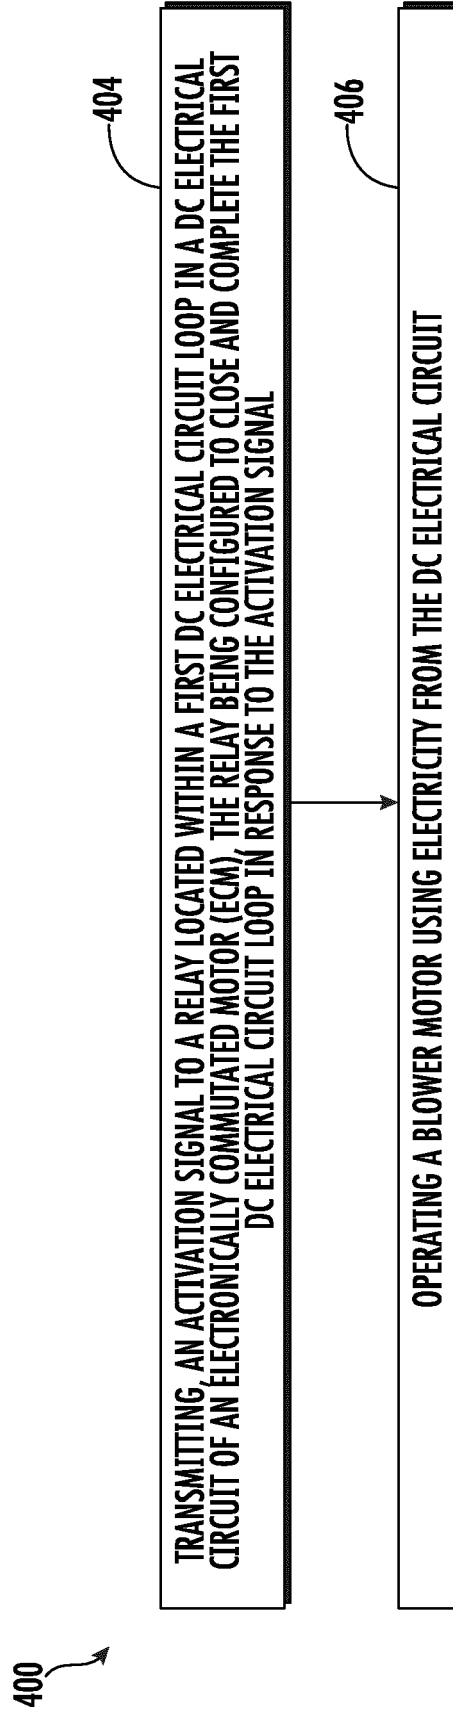 400
404
TRANSMITTING, AN ACTIVATION SIGNAL TO A RELAY LOCATED WITHIN A FIRST DC ELECTRICAL CIRCUIT LOOP IN A DC ELECTRICAL
CIRCUIT OF AN ELECTRONICALLY COMMUTATED MOTOR (ECM), THE RELAY BEING CONFIGURED TO CLOSE AND COMPLETE THE FIRST
DC ELECTRICAL CIRCUIT LOOP IN RESPONSE TO THE ACTIVATION SIGNAL
406
OPERATING A BLOWER MOTOR USING ELECTRICITY FROM THE DC ELECTRICAL CIRCUIT